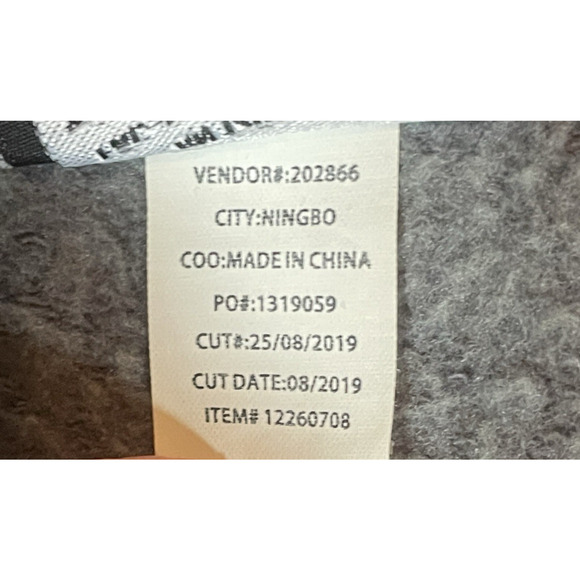 VENDOR#:202866
CITY:NINGBO
COO:MADE IN CHINA
PO#:1319059
CUT#:25/08/2019
CUT DATE:08/2019
ITEM# 12260708